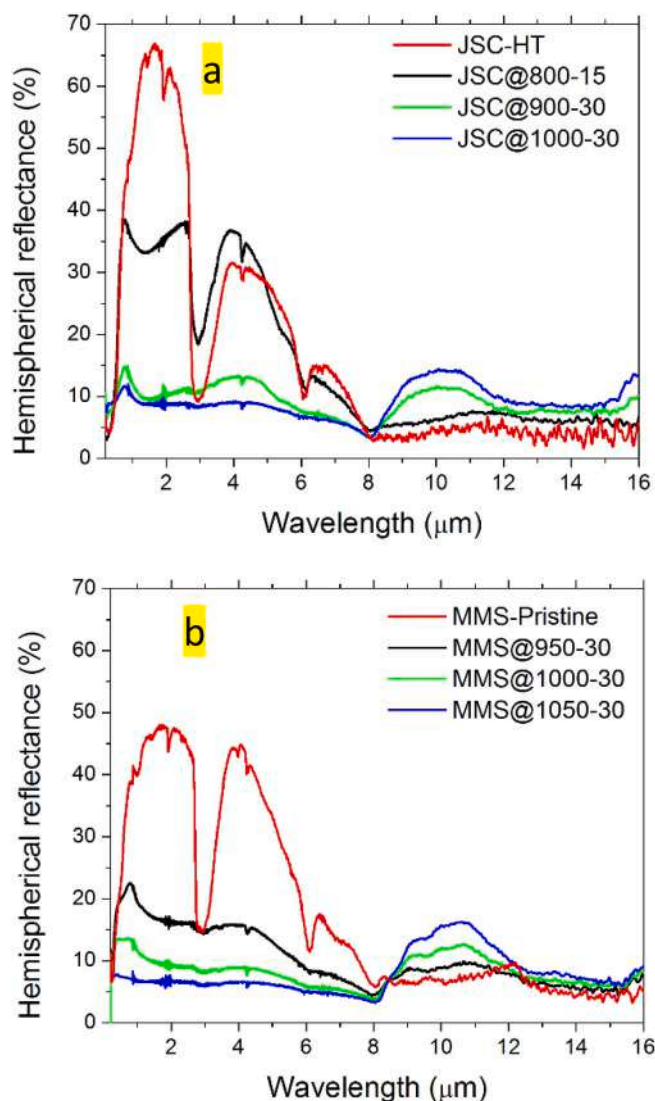 70
60
50
40
30
20
10
0
Hemispherical reflectance (%)
a
JSC-HT
JSC@800-15
JSC@900-30
JSC@1000-30
2 4 6 8 10 12 14 16
Wavelength (μm)
70
60
50
40
30
20
10
0
Hemispherical reflectance (%)
b
MMS-Pristine
MMS@950-30
MMS@1000-30
MMS@1050-30
2 4 6 8 10 12 14 16
Wavelength (μm)